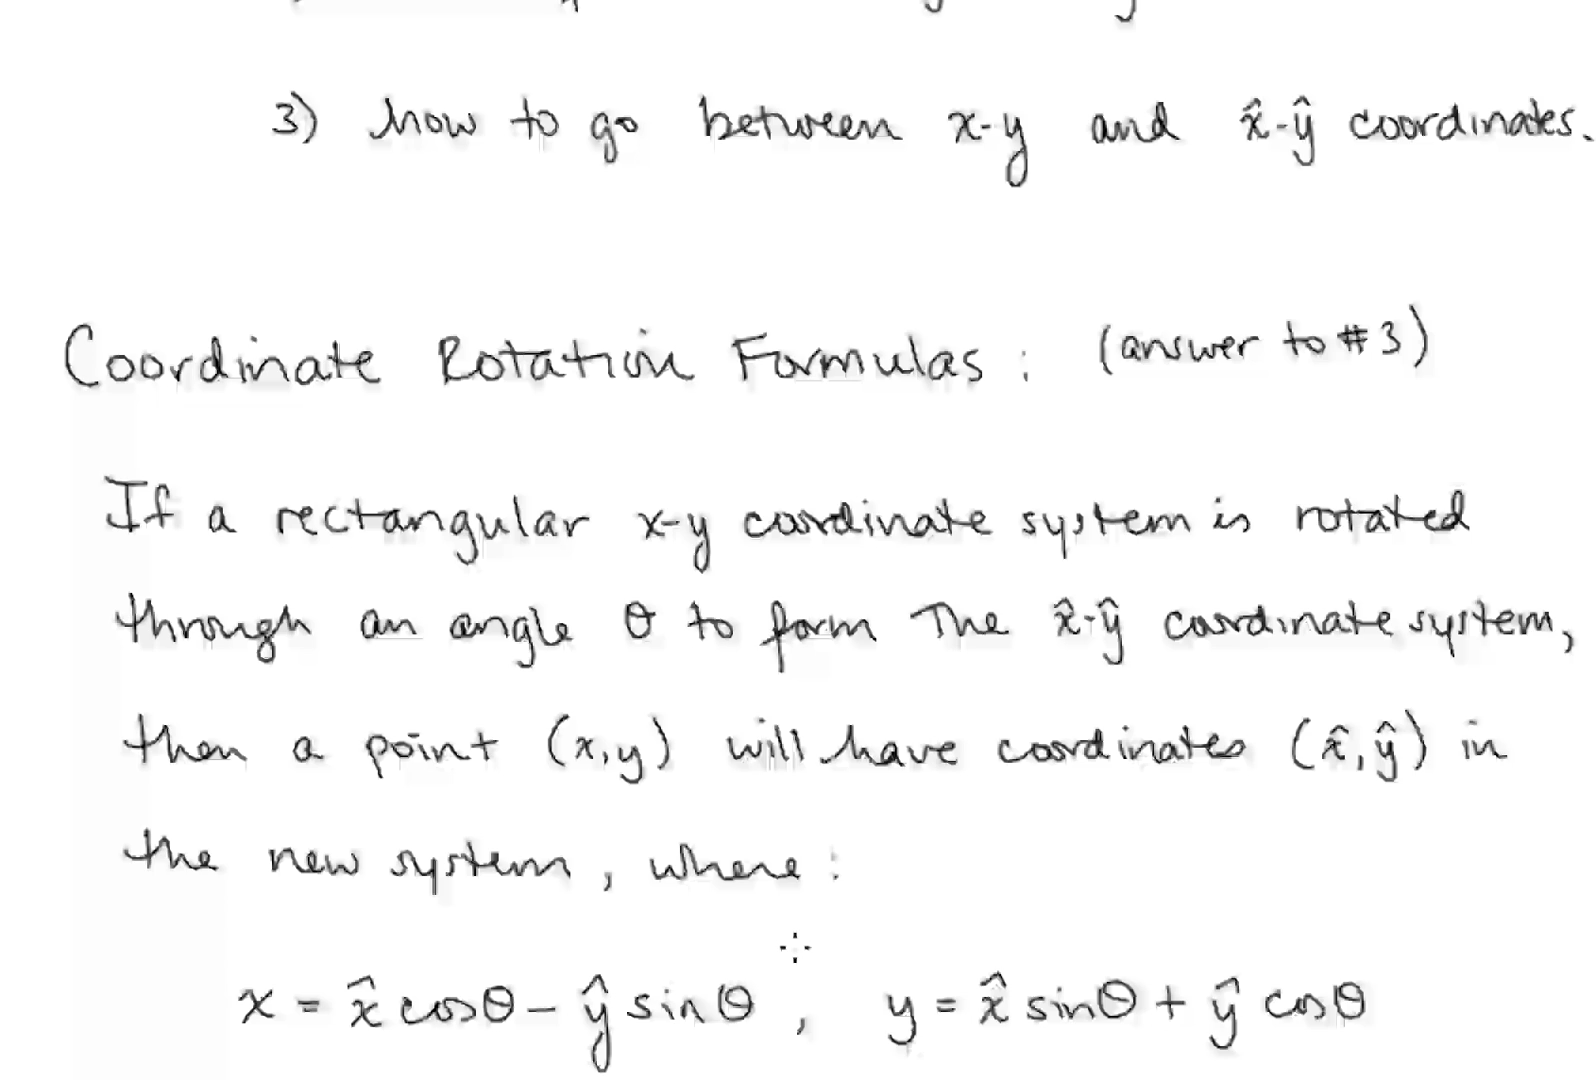 3) how to go between x-y and x̂-ŷ coordinates.
Coordinate Rotation Formulas: (answer to #3)
If a rectangular x-y coordinate system is rotated
through an angle θ to form the x̂-ŷ coordinate system,
then a point (x,y) will have coordinates (x̂,ŷ) in
the new system, where:
x = x̂ cosθ - ŷ sinθ, y = x̂ sinθ + ŷ cosθ